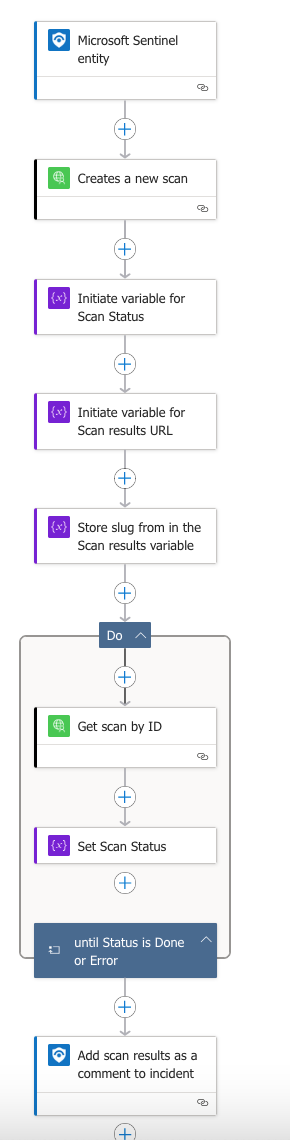 Microsoft Sentinel
entity
Creates a new scan
{x}
Initiate variable for
Scan Status
{x}
Initiate variable for
Scan results URL
{x}
Store slug from in the
Scan results variable
Do
Get scan by ID
{x}
Set Scan Status
until Status is Done
or Error
Add scan results as a
comment to incident